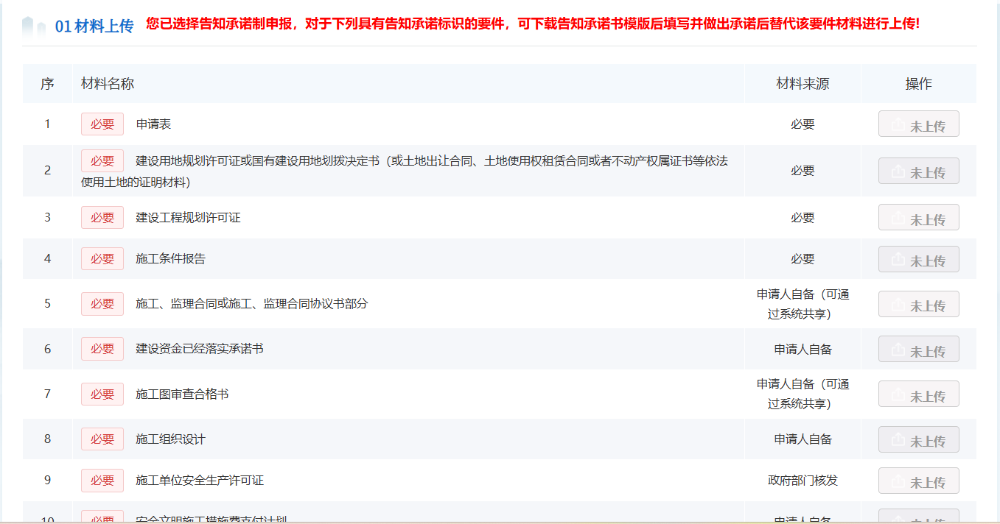 01 材料上传 您已选择告知承诺制申报，对于下列具有告知承诺标识的要件，可下载告知承诺书模版后填写并做出承诺后替代该要件材料进行上传!
序 材料名称 材料来源 操作
1 必要 申请表 必要 未上传
2 必要 建设用地规划许可证或国有建设用地划拨决定书（或土地出让合同、土地使用权租赁合同或者不动产权属证书等依法
使用土地的证明材料） 必要 未上传
3 必要 建设工程规划许可证 必要 未上传
4 必要 施工条件报告 必要 未上传
5 必要 施工、监理合同或施工、监理合同协议书部分 申请人自备（可通
过系统共享） 未上传
6 必要 建设资金已经落实承诺书 申请人自备 未上传
7 必要 施工图审查合格书 申请人自备（可通
过系统共享） 未上传
8 必要 施工组织设计 申请人自备 未上传
9 必要 施工单位安全生产许可证 政府部门核发 未上传
10 必要 安全文明施工措施费支付计划 申请人自备 未上传